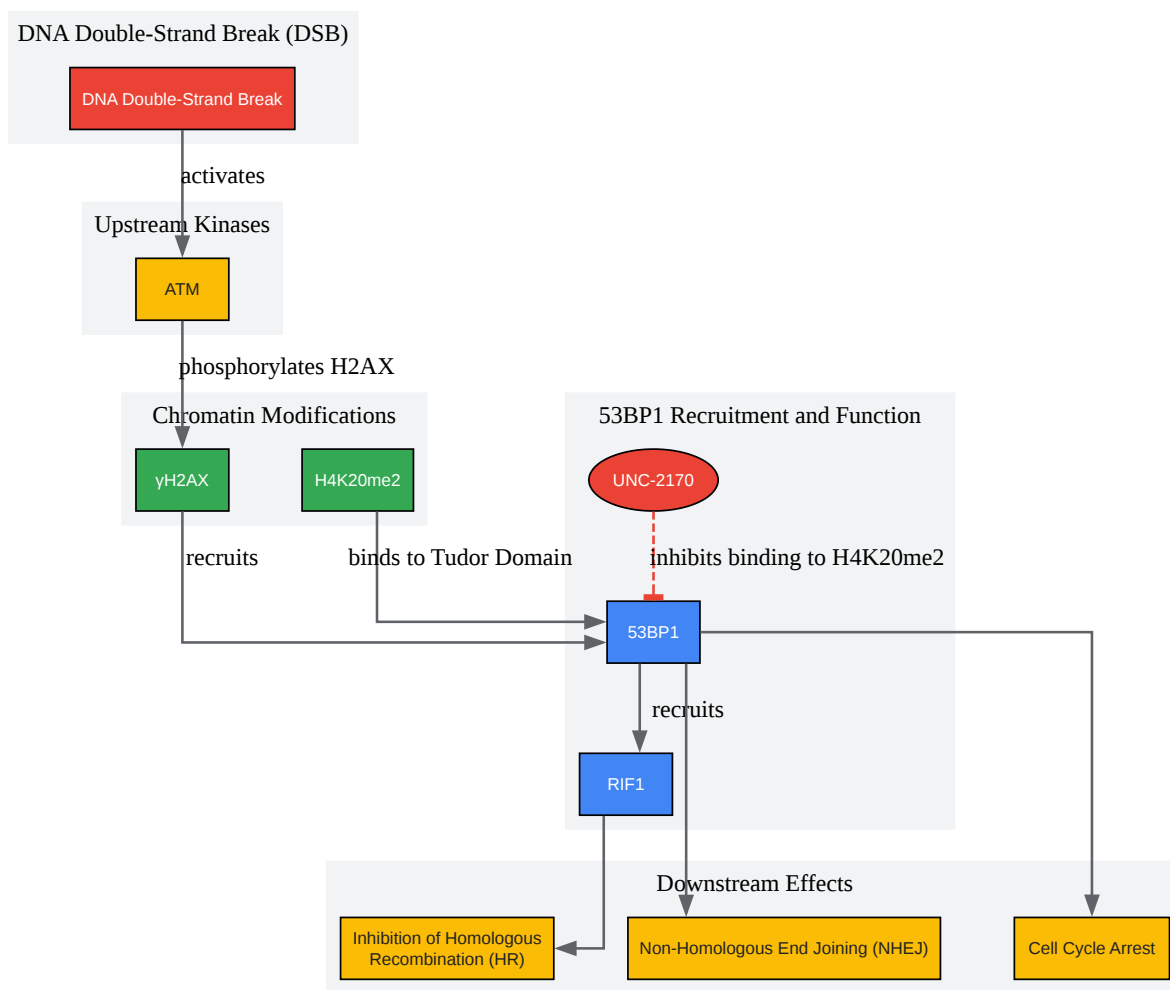 DNA Double-Strand Break (DSB)
DNA Double-Strand Break
activates
Upstream Kinases
ATM
phosphorylates H2AX
Chromatin Modifications
53BP1 Recruitment and Function
γH2AX
H4K20me2
UNC-2170
recruits
binds to Tudor Domain
inhibits binding to H4K20me2
53BP1
recruits
RIF1
Downstream Effects
Inhibition of Homologous
Recombination (HR)
Non-Homologous End Joining (NHEJ)
Cell Cycle Arrest